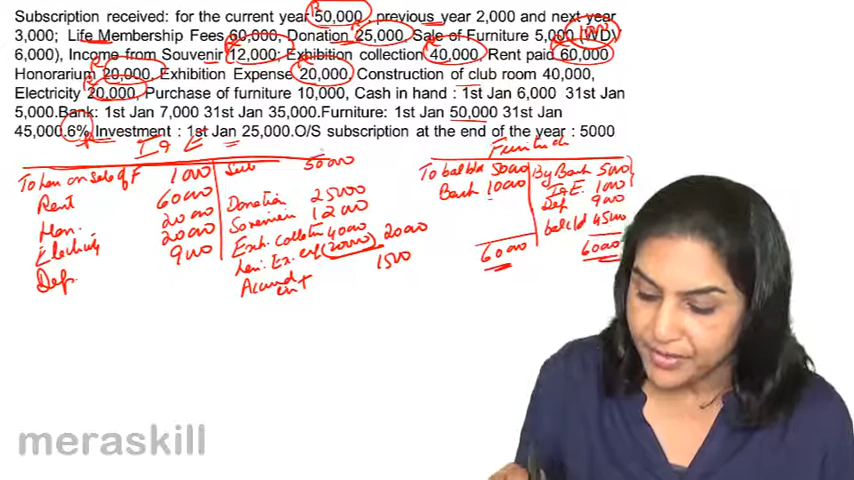 Subscription received: for the current year 50,000, previous year 2,000 and next year
3,000; Life Membership Fees 60,000, Donation 25,000 Sale of Furniture 5,000 (WD)
6,000), Income from Souvenir 12,000; Exhibition collection 40,000, Rent paid 60,000
Honorarium 20,000, Exhibition Expense 20,000, Construction of club room 40,000,
Electricity 20,000, Purchase of furniture 10,000, Cash in hand : 1st Jan 6,000 31st Jan
5,000.Bank: 1st Jan 7,000 31st Jan 35,000.Furniture: 1st Jan 50,000 31st Jan
45,000.6% Investment : 1st Jan 25,000.O/S subscription at the end of the year : 5000
I & E
To loss on sale of F 1000
Rent 60000
Hon. 20000
Electricity 20000
Dep. 900
Sub 50000
Donation 25000
Souvenir 12000
Exh. Collection 40000
Less: Ex. exp (20000) 20000
Accrued int 1500
Furniture
To bal b/d 50000
Bank 10000
60000
By Bank 5000
I&E. 1000
Dep 900
bal c/d 45000
60000
meraskill